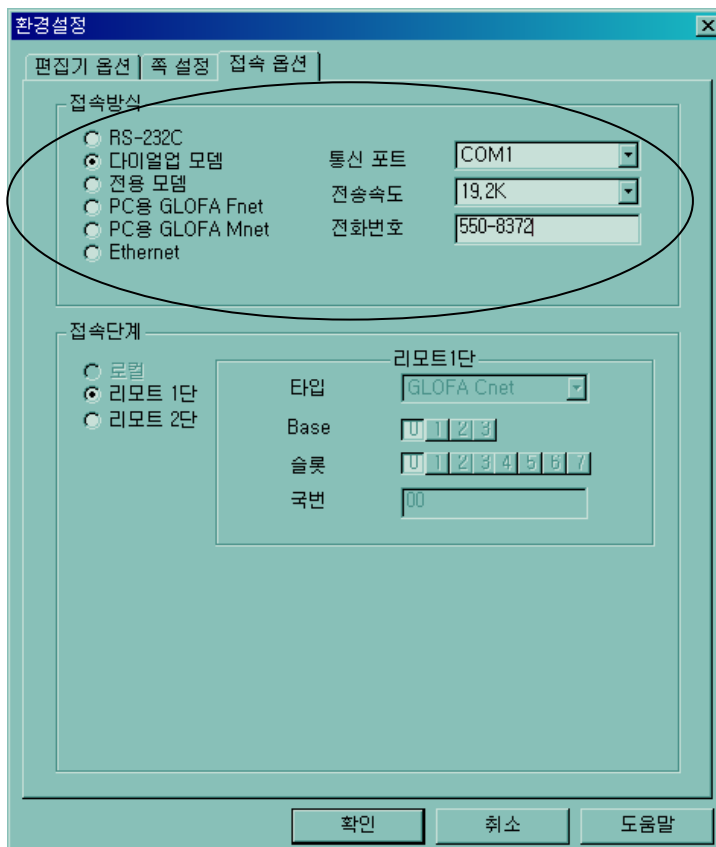 환경설정
편집기 옵션 쪽 설정 접속 옵션
접속방식
RS-232C
다이얼업 모뎀
전용 모뎀
PC용 GLOFA Fnet
PC용 GLOFA Mnet
Ethernet
통신 포트 COM1
전송속도 19,2K
전화번호 550-8372
접속단계
로컬
리모트 1단
리모트 2단
리모트1단
타입 GLOFA Cnet
Base 0 1 2 3
슬롯 0 1 2 3 4 5 6 7
국번 00
확인 취소 도움말